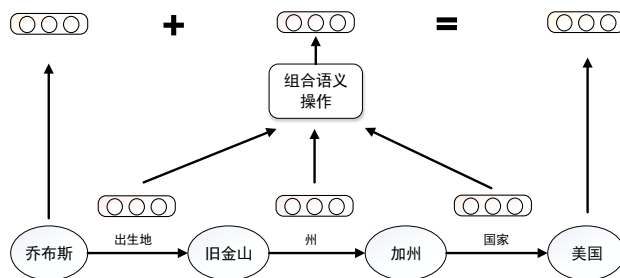 +
=
组合语义
操作
出生地
州
国家
乔布斯
旧金山
加州
美国